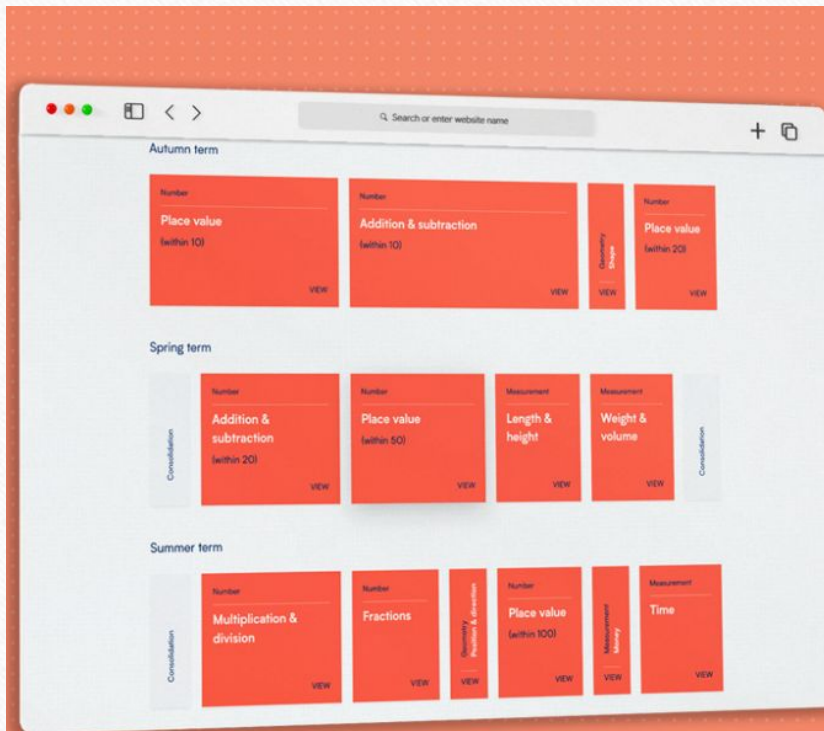 Search or enter website name
Autumn term
Number
Place value
(within 10)
VIEW
Number
Addition & subtraction
(within 10)
VIEW
Geometry
Shape
VIEW
Number
Place value
(within 20)
VIEW
Spring term
Consolidation
Number
Addition &
subtraction
(within 20)
VIEW
Number
Place value
(within 50)
VIEW
Measurement
Length &
height
VIEW
Measurement
Weight &
volume
VIEW
Consolidation
Summer term
Consolidation
Number
Multiplication &
division
VIEW
Number
Fractions
VIEW
Geometry
Position & direction
VIEW
Number
Place value
(within 100)
VIEW
Measurement
Money
VIEW
Measurement
Time
VIEW